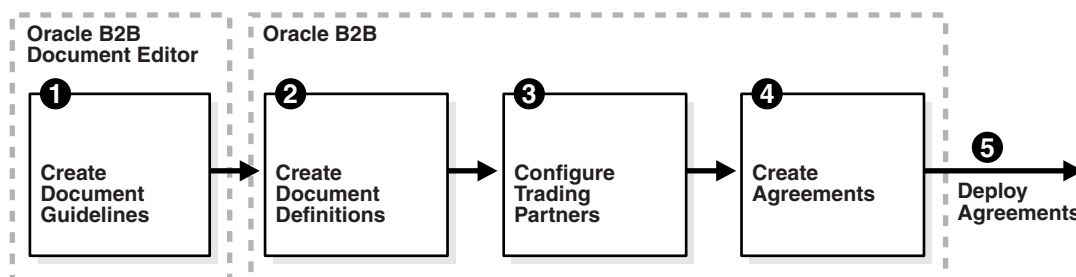 Oracle B2B
Document Editor
Oracle B2B
1
Create
Document
Guidelines
2
Create
Document
Definitions
3
Configure
Trading
Partners
4
Create
Agreements
5
Deploy
Agreements